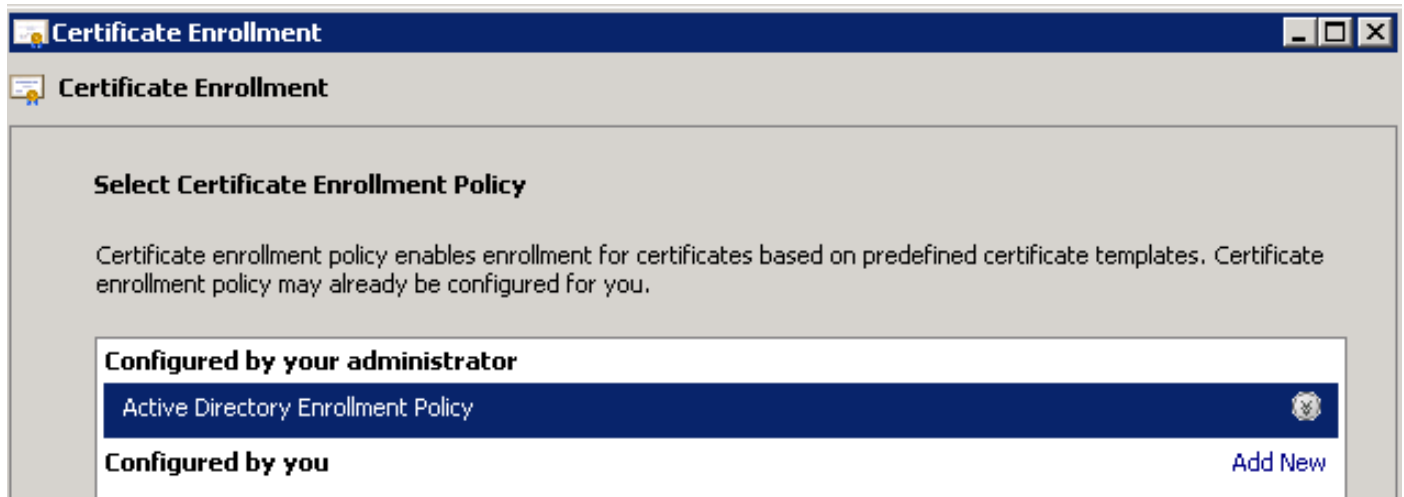 Certificate Enrollment
Certificate Enrollment
Select Certificate Enrollment Policy
Certificate enrollment policy enables enrollment for certificates based on predefined certificate templates. Certificate
enrollment policy may already be configured for you.
Configured by your administrator
Active Directory Enrollment Policy
Configured by you Add New